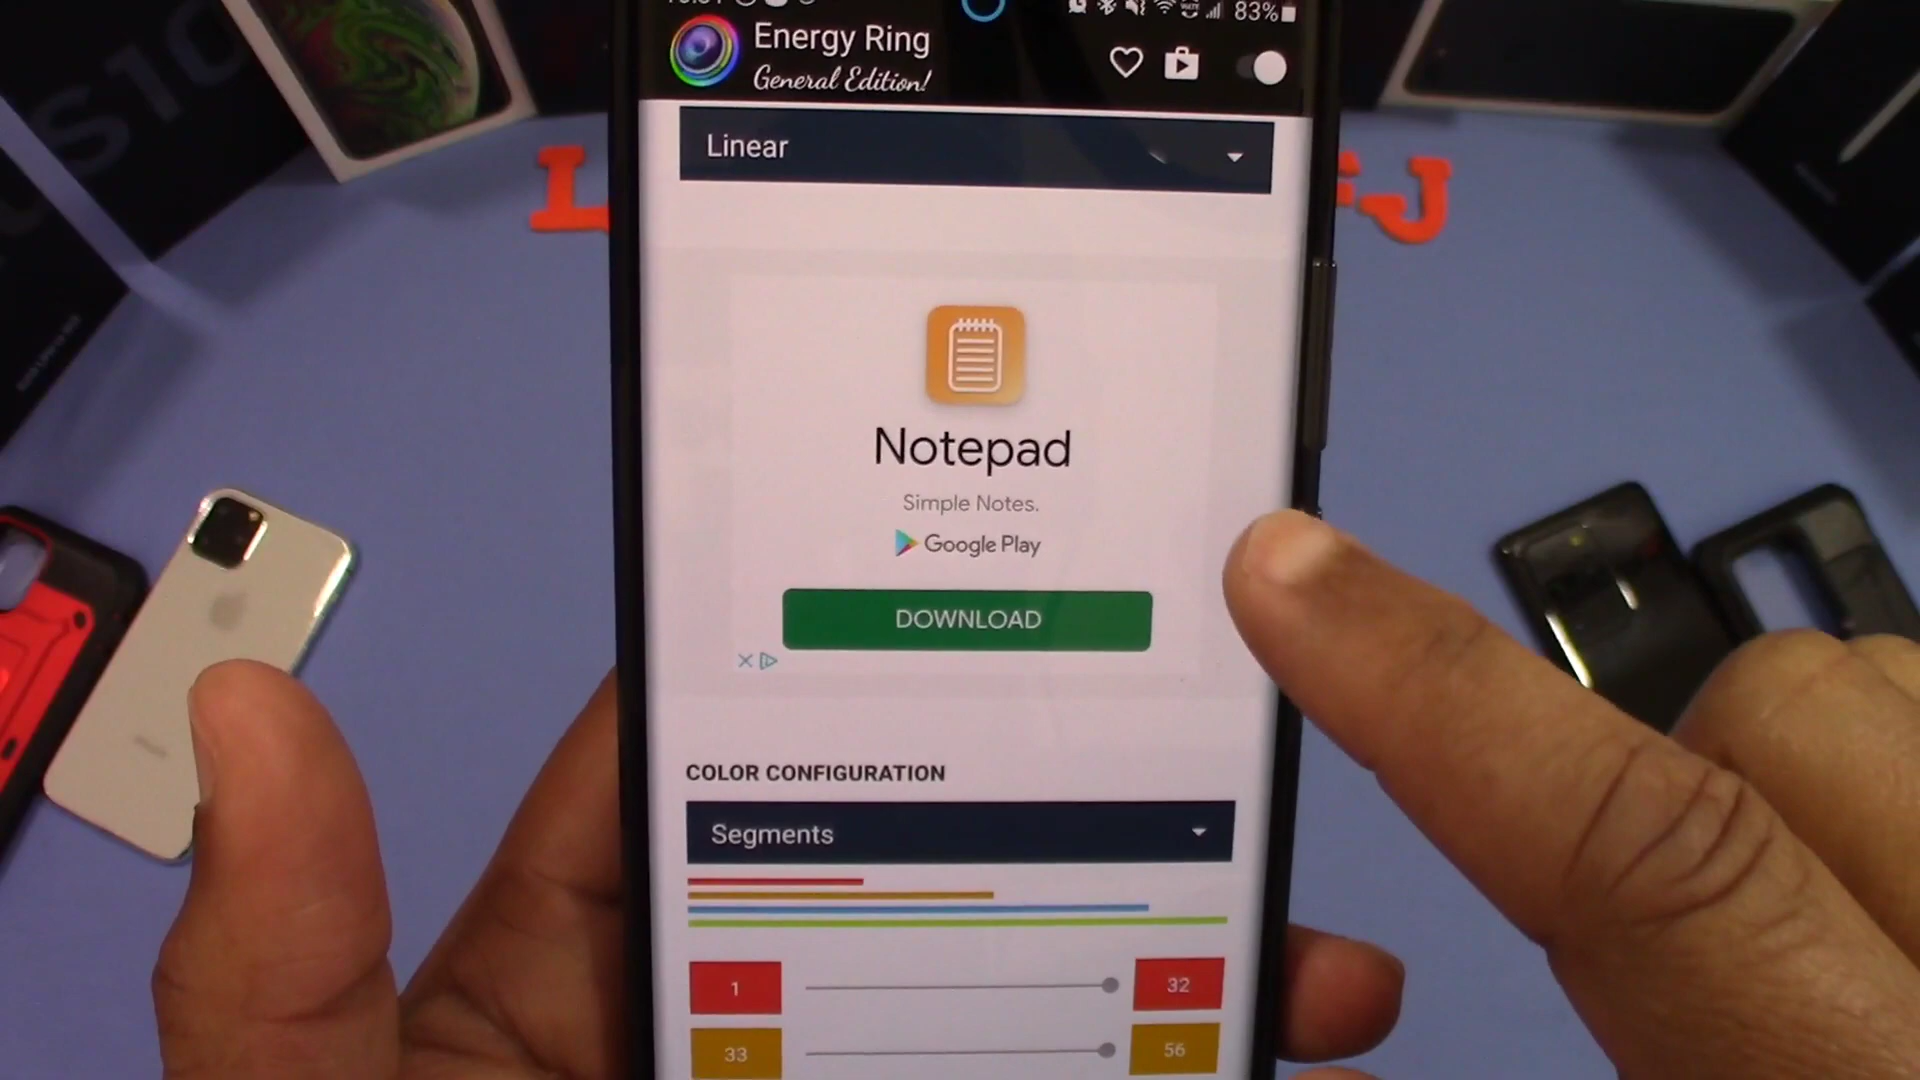 83%
Energy Ring
General Edition!
Linear
S10
J
Notepad
Simple Notes.
Google Play
DOWNLOAD
COLOR CONFIGURATION
Segments
1
32
33
56